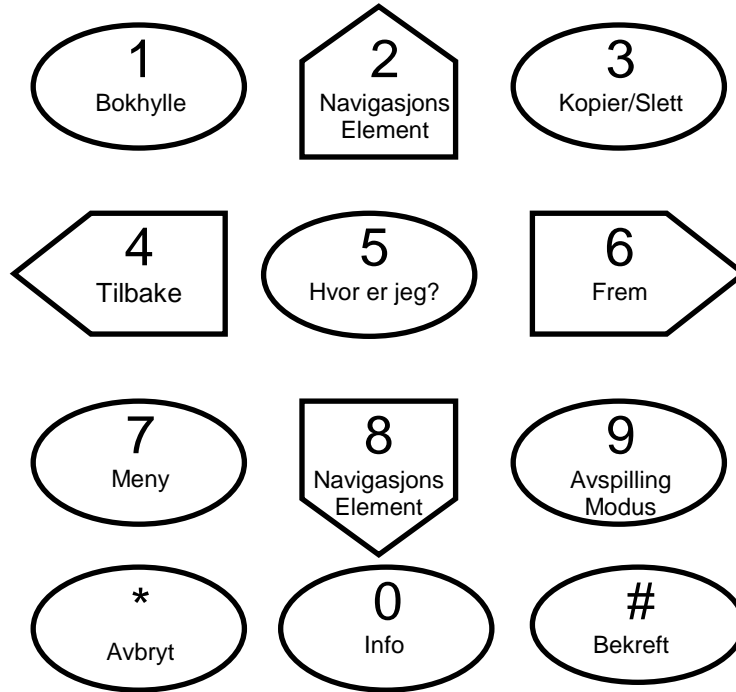 1
Bokhylle
2
Navigasjons
Element
3
Kopier/Slett
4
Tilbake
5
Hvor er jeg?
6
Frem
7
Meny
8
Navigasjons
Element
9
Avspilling
Modus
*
Avbryt
0
Info
#
Bekreft